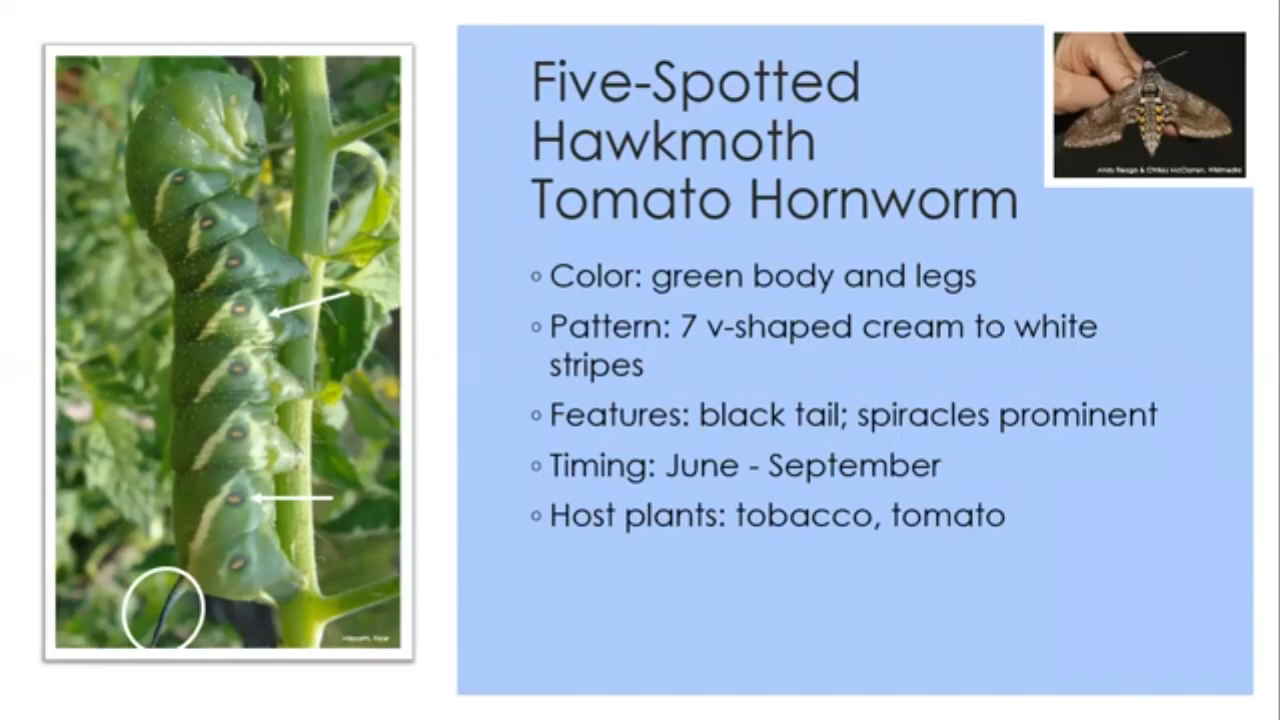 Five-Spotted
Hawkmoth
Tomato Hornworm
◦ Color: green body and legs
◦ Pattern: 7 v-shaped cream to white
stripes
◦ Features: black tail; spiracles prominent
◦ Timing: June - September
◦ Host plants: tobacco, tomato